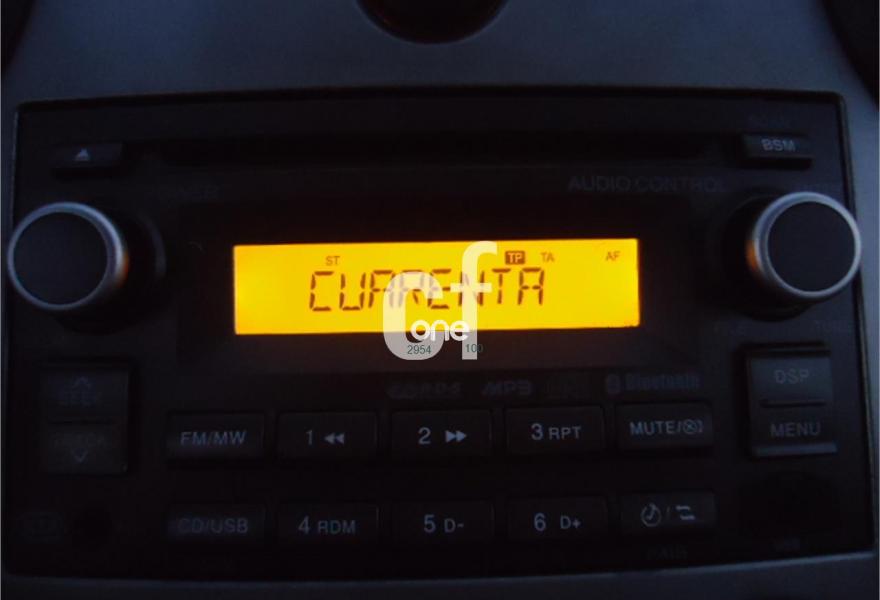 BSM
AUDIO CONTROL
ST TP TA AF
CUARENTA
cf
one
2954 100
MP3 Bluetooth
DSP
FM/MW 1 2 3 RPT MUTE/
MENU
CD/USB 4 RDM 5 D- 6 D+